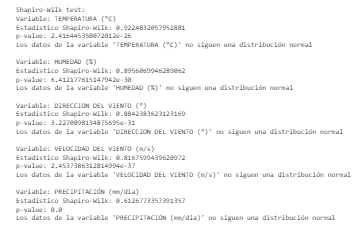 Shapiro-Wilk test:
Variable: TEMPERATURA (°C)
Estadístico Shapiro-Wilk: 0.9224832057952881
p-value: 2.416445350072012e-26
Los datos de la variable 'TEMPERATURA (°C)' no siguen una distribución normal
Variable: HUMEDAD (%)
Estadístico Shapiro-Wilk: 0.8956069946289062
p-value: 6.412177615147942e-30
Los datos de la variable 'HUMEDAD (%)' no siguen una distribución normal
Variable: DIRECCION DEL VIENTO (°)
Estadístico Shapiro-Wilk: 0.8842383623123169
p-value: 3.2270898134875695e-31
Los datos de la variable 'DIRECCION DEL VIENTO (°)' no siguen una distribución normal
Variable: VELOCIDAD DEL VIENTO (m/s)
Estadístico Shapiro-Wilk: 0.8167599439620972
p-value: 2.4537386312814994e-37
Los datos de la variable 'VELOCIDAD DEL VIENTO (m/s)' no siguen una distribución normal
Variable: PRECIPITACIÓN (mm/dia)
Estadístico Shapiro-Wilk: 0.6126773357391357
p-value: 0.0
Los datos de la variable 'PRECIPITACIÓN (mm/dia)' no siguen una distribución normal